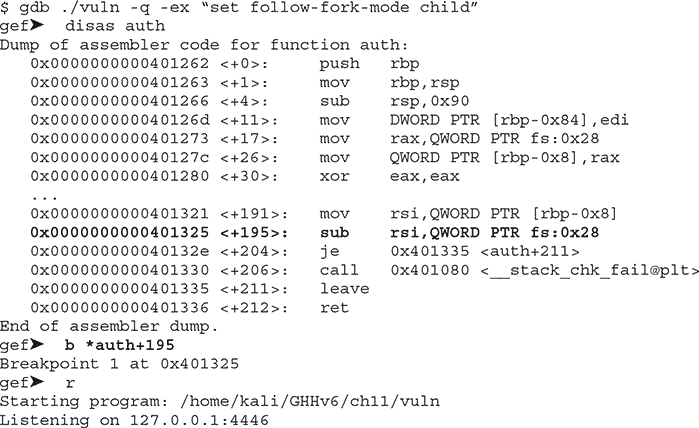 $ gdb ./vuln -q -ex “set follow-fork-mode child”
gef➤  disas auth
Dump of assembler code for function auth:
   0x0000000000401262 <+0>:    push   rbp
   0x0000000000401263 <+1>:    mov    rbp,rsp
   0x0000000000401266 <+4>:    sub    rsp,0x90
   0x000000000040126d <+11>:   mov    DWORD PTR [rbp-0x84],edi
   0x0000000000401273 <+17>:   mov    rax,QWORD PTR fs:0x28
   0x000000000040127c <+26>:   mov    QWORD PTR [rbp-0x8],rax
   0x0000000000401280 <+30>:   xor    eax,eax
   ...
   0x0000000000401321 <+191>:  mov    rsi,QWORD PTR [rbp-0x8]
   0x0000000000401325 <+195>:  sub    rsi,QWORD PTR fs:0x28
   0x000000000040132e <+204>:  je     0x401335 <auth+211>
   0x0000000000401330 <+206>:  call   0x401080 <__stack_chk_fail@plt>
   0x0000000000401335 <+211>:  leave
   0x0000000000401336 <+212>:  ret
End of assembler dump.
gef➤  b *auth+195
Breakpoint 1 at 0x401325
gef➤  r
Starting program: /home/kali/GHHv6/ch11/vuln
Listening on 127.0.0.1:4446